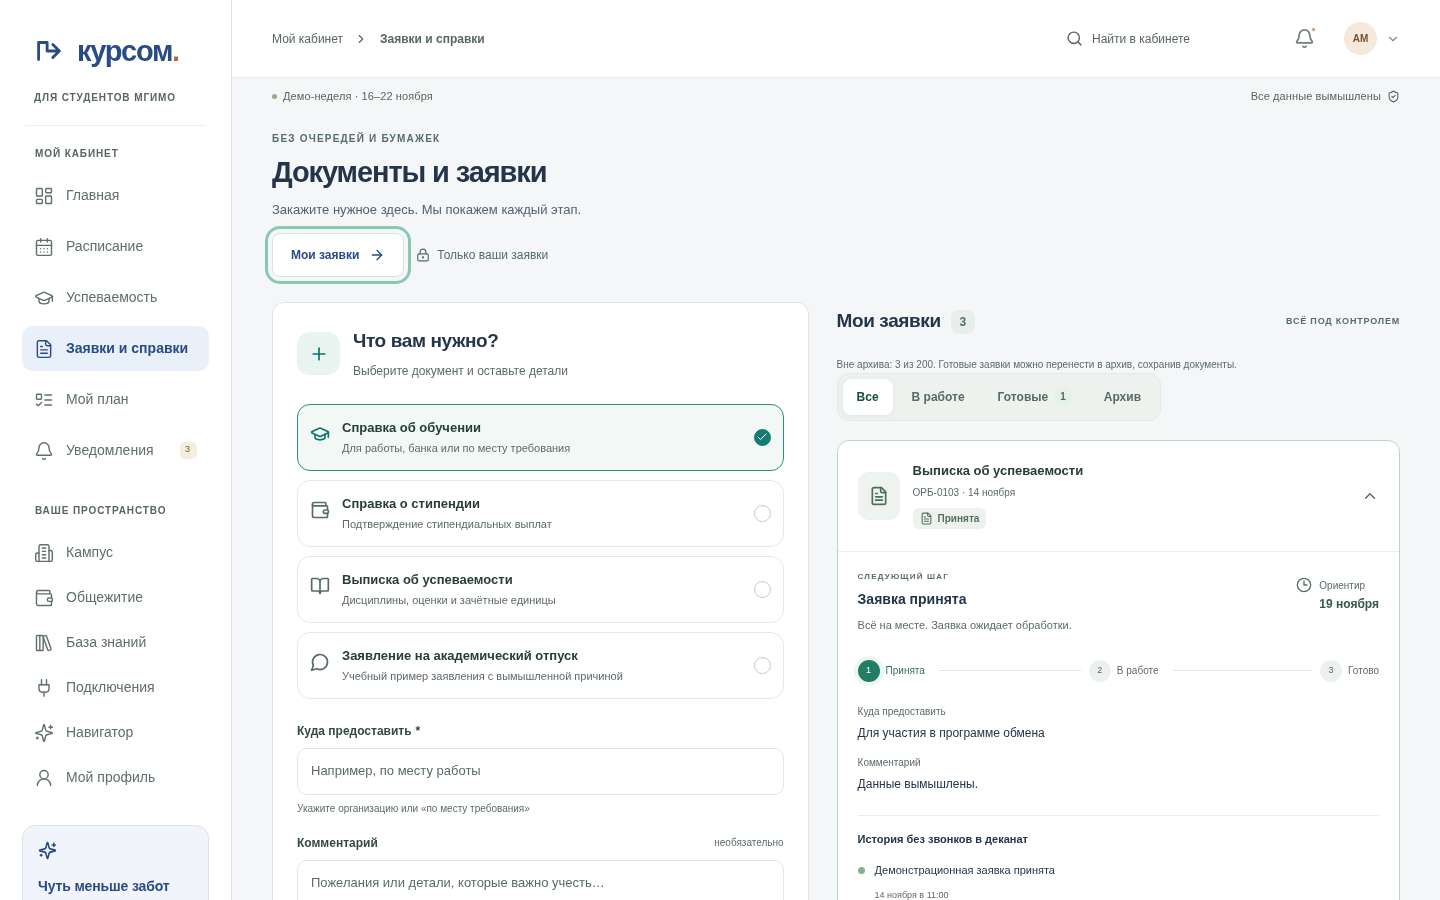 курсом.
ДЛЯ СТУДЕНТОВ МГИМО
МОЙ КАБИНЕТ
Главная
Расписание
Успеваемость
Заявки и справки
Мой план
Уведомления 3
ВАШЕ ПРОСТРАНСТВО
Кампус
Общежитие
База знаний
Подключения
Навигатор
Мой профиль
Чуть меньше забот
Мой кабинет Заявки и справки
Найти в кабинете
АМ
Демо-неделя · 16–22 ноября
Все данные вымышлены
БЕЗ ОЧЕРЕДЕЙ И БУМАЖЕК
Документы и заявки
Закажите нужное здесь. Мы покажем каждый этап.
Мои заявки
Только ваши заявки
Что вам нужно?
Выберите документ и оставьте детали
Справка об обучении
Для работы, банка или по месту требования
Справка о стипендии
Подтверждение стипендиальных выплат
Выписка об успеваемости
Дисциплины, оценки и зачётные единицы
Заявление на академический отпуск
Учебный пример заявления с вымышленной причиной
Куда предоставить *
Например, по месту работы
Укажите организацию или «по месту требования»
Комментарий необязательно
Пожелания или детали, которые важно учесть…
Мои заявки 3
ВСЁ ПОД КОНТРОЛЕМ
Вне архива: 3 из 200. Готовые заявки можно перенести в архив, сохранив документы.
Все В работе Готовые 1 Архив
Выписка об успеваемости
ОРБ-0103 · 14 ноября
Принята
СЛЕДУЮЩИЙ ШАГ
Заявка принята
Всё на месте. Заявка ожидает обработки.
Ориентир
19 ноября
1 Принята 2 В работе 3 Готово
Куда предоставить
Для участия в программе обмена
Комментарий
Данные вымышлены.
История без звонков в деканат
Демонстрационная заявка принята
14 ноября в 11:00